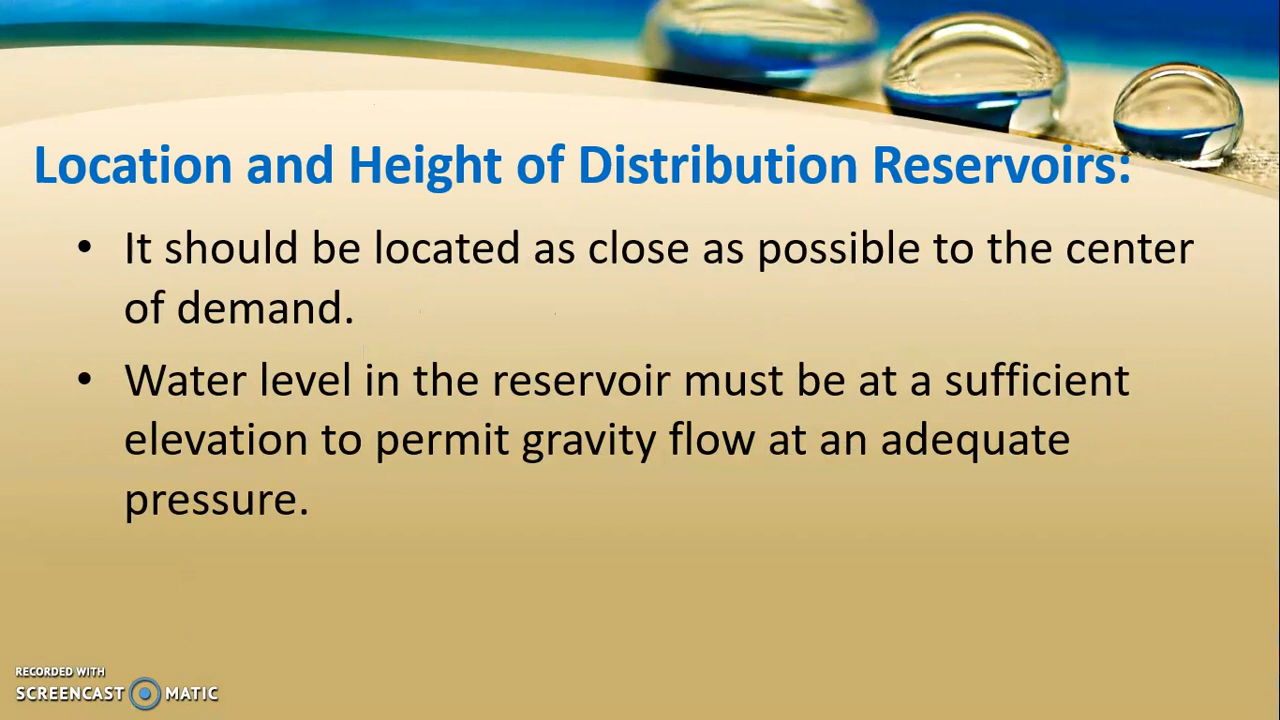 Location and Height of Distribution Reservoirs:
• It should be located as close as possible to the center
of demand.
• Water level in the reservoir must be at a sufficient
elevation to permit gravity flow at an adequate
pressure.
RECORDED WITH
SCREENCAST MATIC